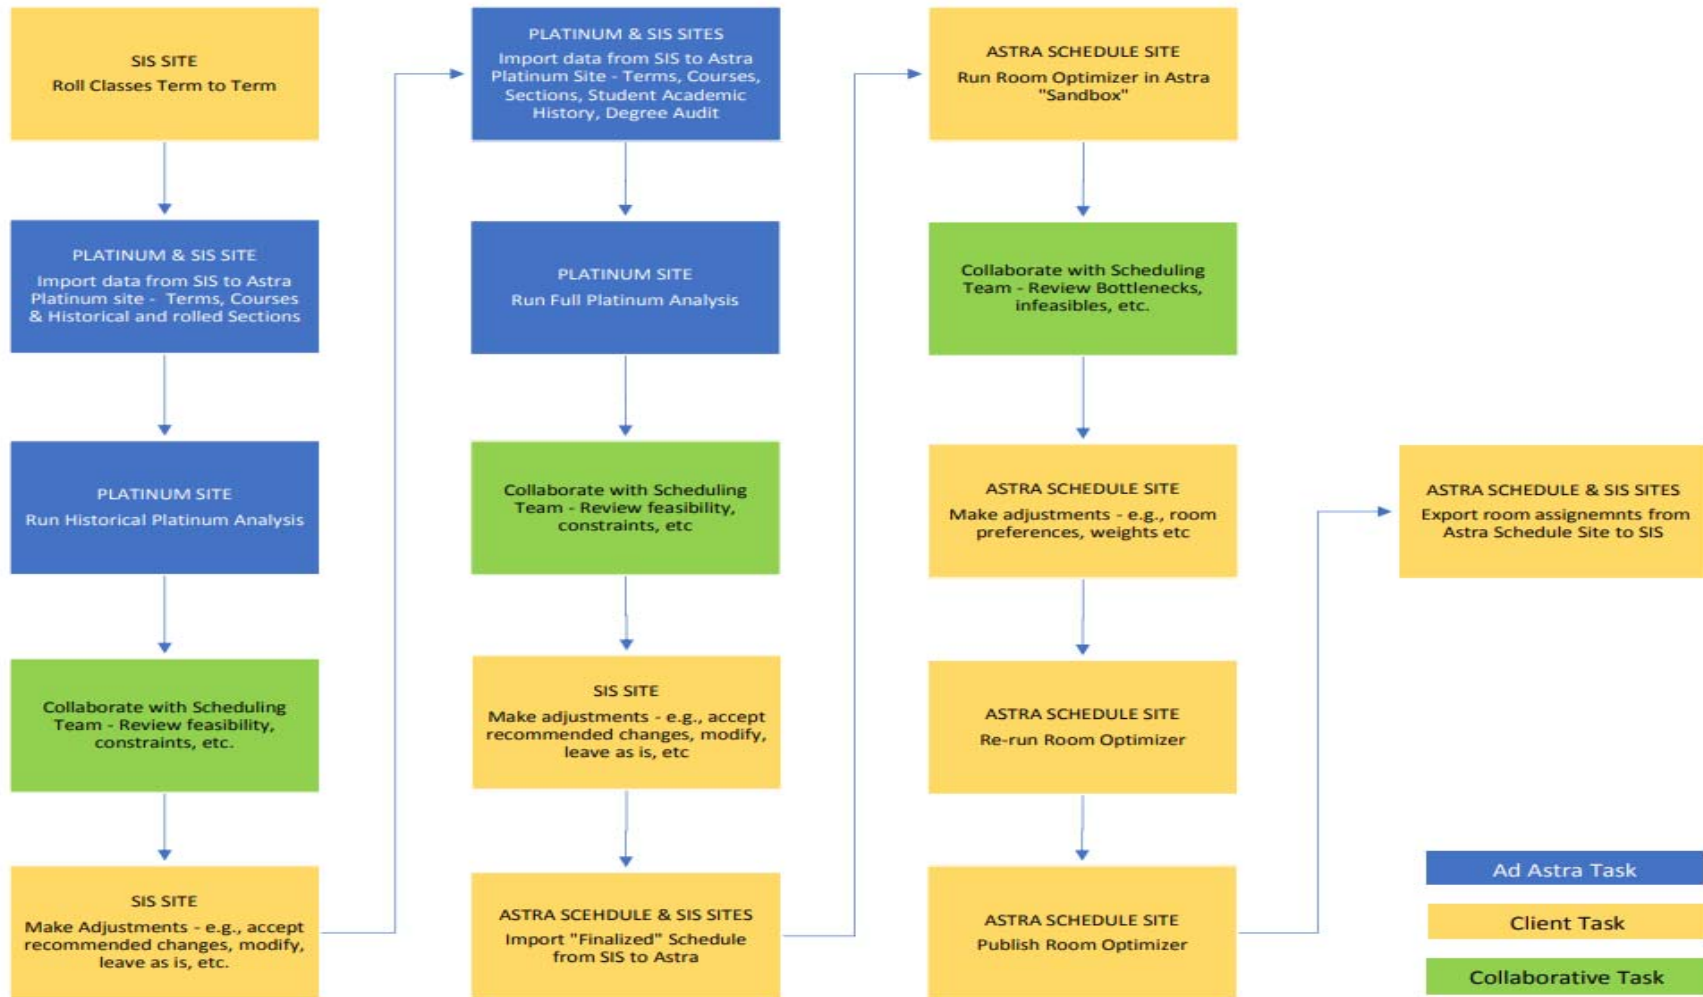 SIS SITE
Roll Classes Term to Term
PLATINUM & SIS SITE
Import data from SIS to Astra
Platinum site - Terms, Courses
& Historical and rolled Sections
PLATINUM SITE
Run Historical Platinum Analysis
Collaborate with Scheduling
Team - Review feasibility,
constraints, etc.
SIS SITE
Make Adjustments - e.g., accept
recommended changes, modify,
leave as is, etc.
PLATINUM & SIS SITES
Import data from SIS to Astra
Platinum Site - Terms, Courses,
Sections, Student Academic
History, Degree Audit
PLATINUM SITE
Run Full Platinum Analysis
Collaborate with Scheduling
Team - Review feasibility,
constraints, etc
SIS SITE
Make adjustments - e.g., accept
recommended changes, modify,
leave as is, etc
ASTRA SCEHDULE & SIS SITES
Import "Finalized" Schedule
from SIS to Astra
ASTRA SCHEDULE SITE
Run Room Optimizer in Astra
"Sandbox"
Collaborate with Scheduling
Team - Review Bottlenecks,
infeasibles, etc.
ASTRA SCHEDULE SITE
Make adjustments - e.g., room
preferences, weights etc
ASTRA SCHEDULE SITE
Re-run Room Optimizer
ASTRA SCHEDULE SITE
Publish Room Optimizer
ASTRA SCHEDULE & SIS SITES
Export room assignemnts from
Astra Schedule Site to SIS
Ad Astra Task
Client Task
Collaborative Task